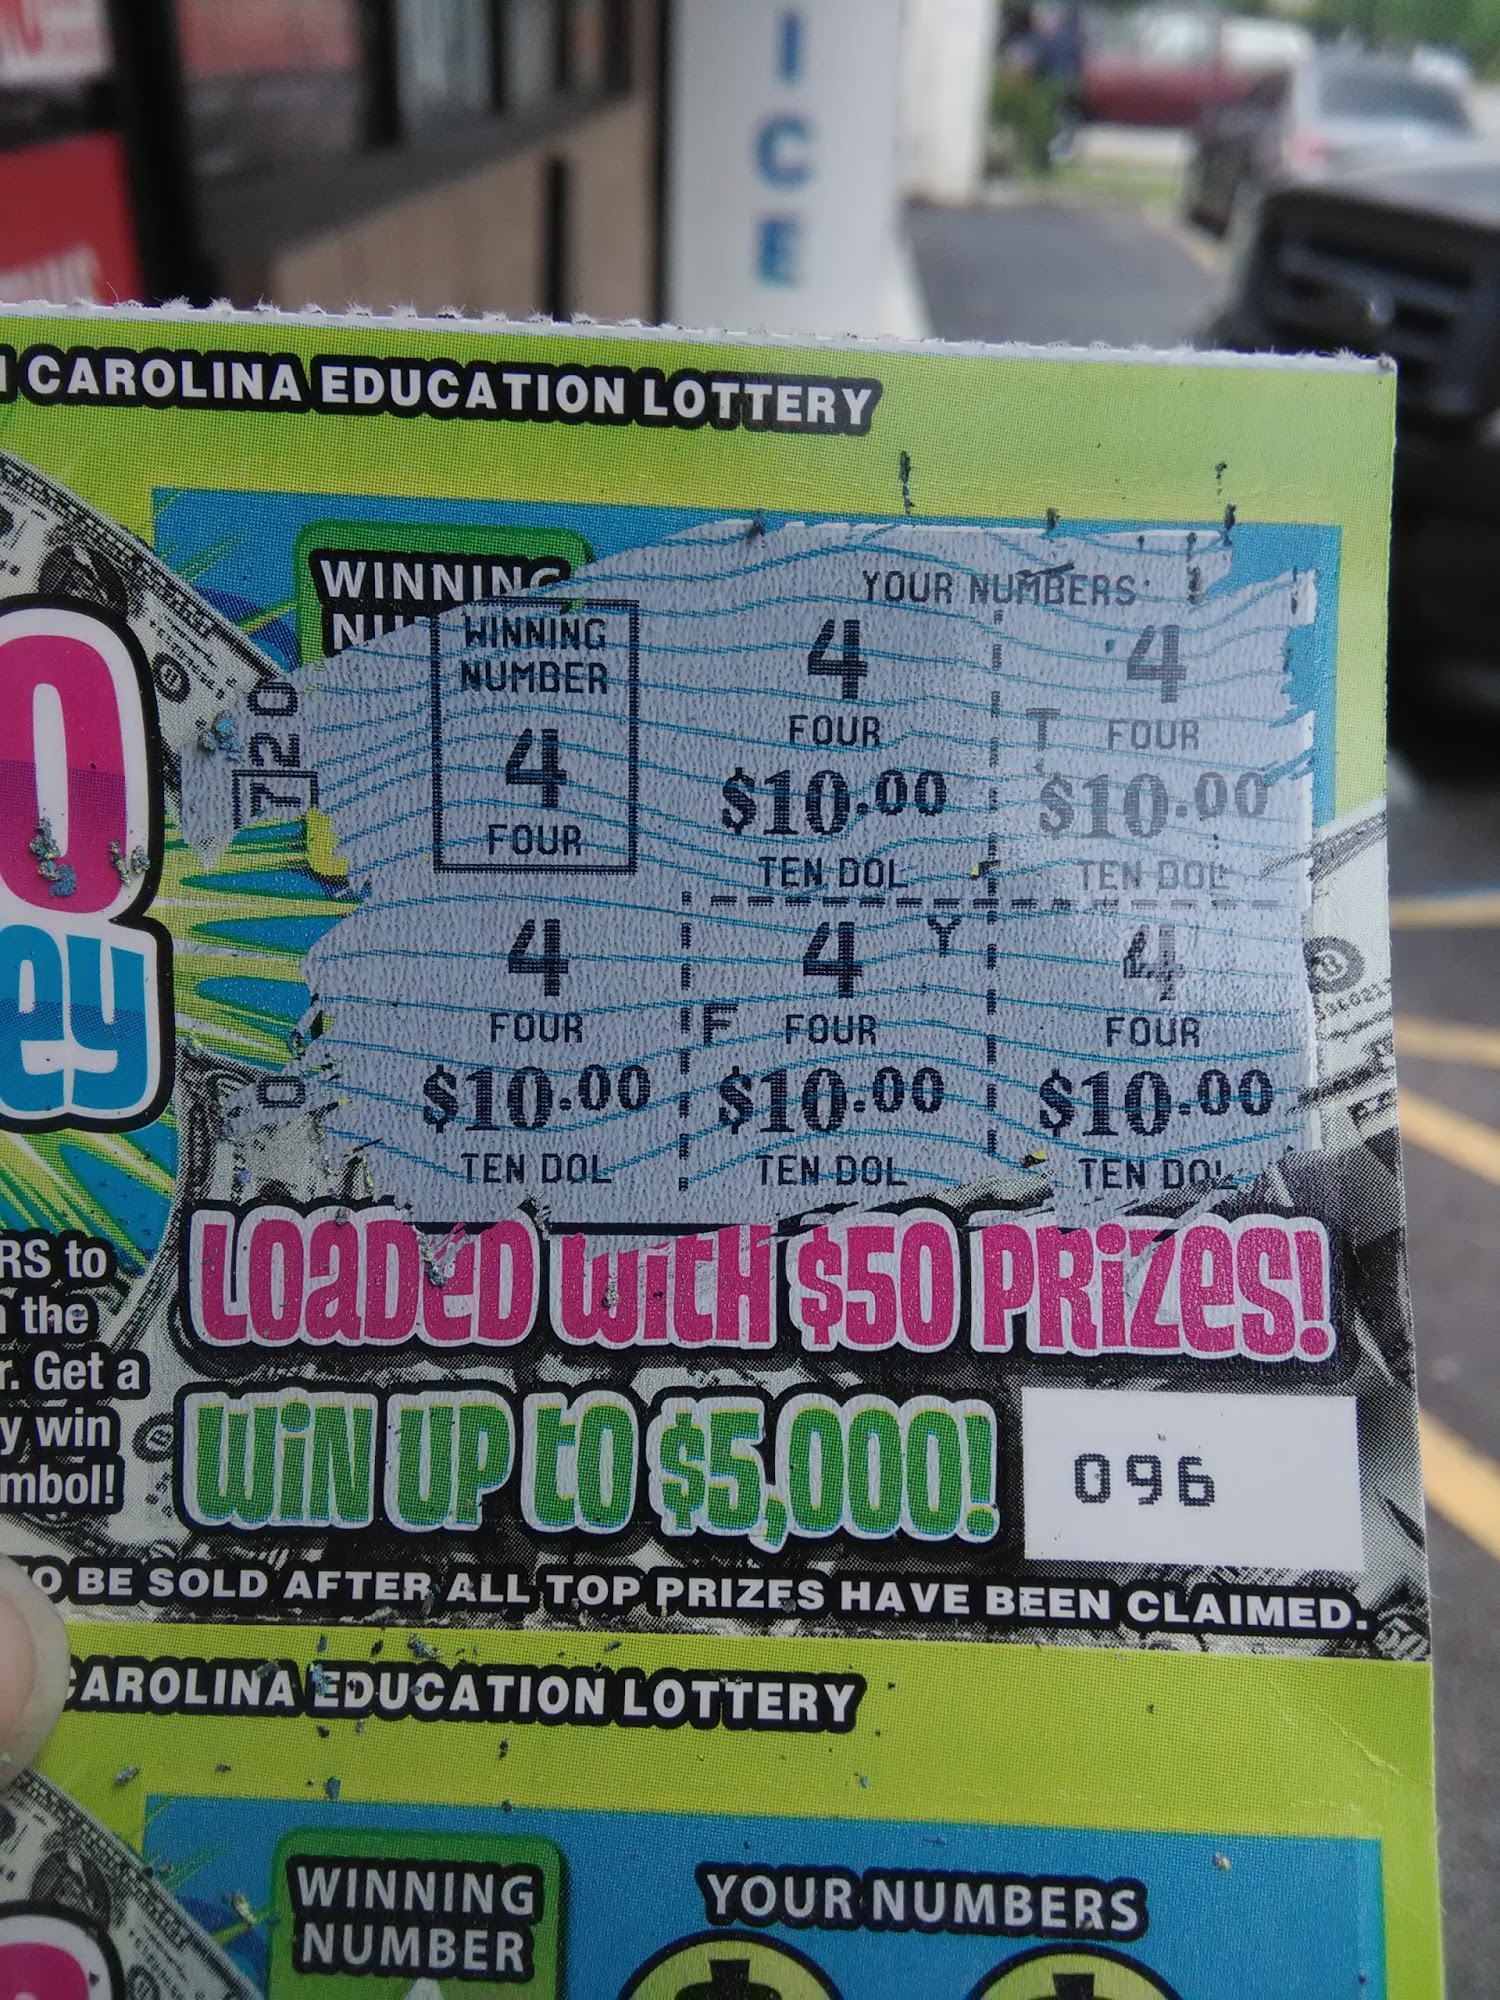 ICE
CAROLINA EDUCATION LOTTERY
WINNING
YOUR NUMBERS
WINNING
NUMBER
4
FOUR
4
FOUR
$10.00
TEN DOL
4
T FOUR
$10.00
TEN DOL
720
4
FOUR
$10.00
TEN DOL
4 Y
F FOUR
$10.00
TEN DOL
4
FOUR
$10.00
TEN DOL
0
ey
RS to
the
r. Get a
y win
mbol!
LOADED WITH $50 PRIZES!
WIN UP TO $5,000!
096
O BE SOLD AFTER ALL TOP PRIZES HAVE BEEN CLAIMED.
CAROLINA EDUCATION LOTTERY
WINNING
NUMBER
YOUR NUMBERS